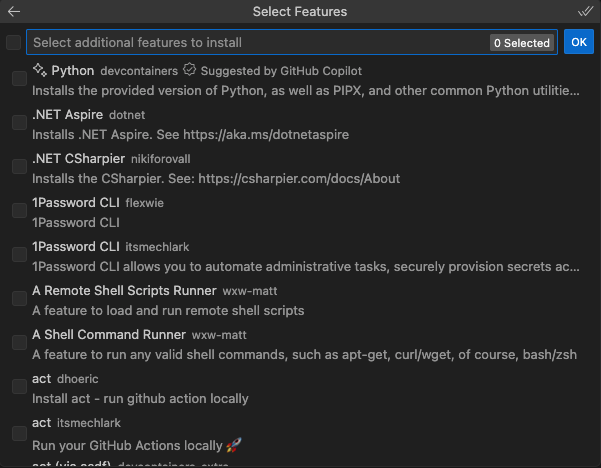 Select Features
Select additional features to install 0 Selected OK
Python devcontainers Suggested by GitHub Copilot
Installs the provided version of Python, as well as PIPX, and other common Python utilitie...
.NET Aspire dotnet
Installs .NET Aspire. See https://aka.ms/dotnetaspire
.NET CSharpier nikiforovall
Installs the CSharpier. See: https://csharpier.com/docs/About
1Password CLI flexwie
1Password CLI
1Password CLI itsmechlark
1Password CLI allows you to automate administrative tasks, securely provision secrets ac...
A Remote Shell Scripts Runner wxw-matt
A feature to load and run remote shell scripts
A Shell Command Runner wxw-matt
A feature to run any valid shell commands, such as apt-get, curl/wget, of course, bash/zsh
act dhoeric
Install act - run github action locally
act itsmechlark
Run your GitHub Actions locally 🚀
act (via asdf) devcontainers-extra